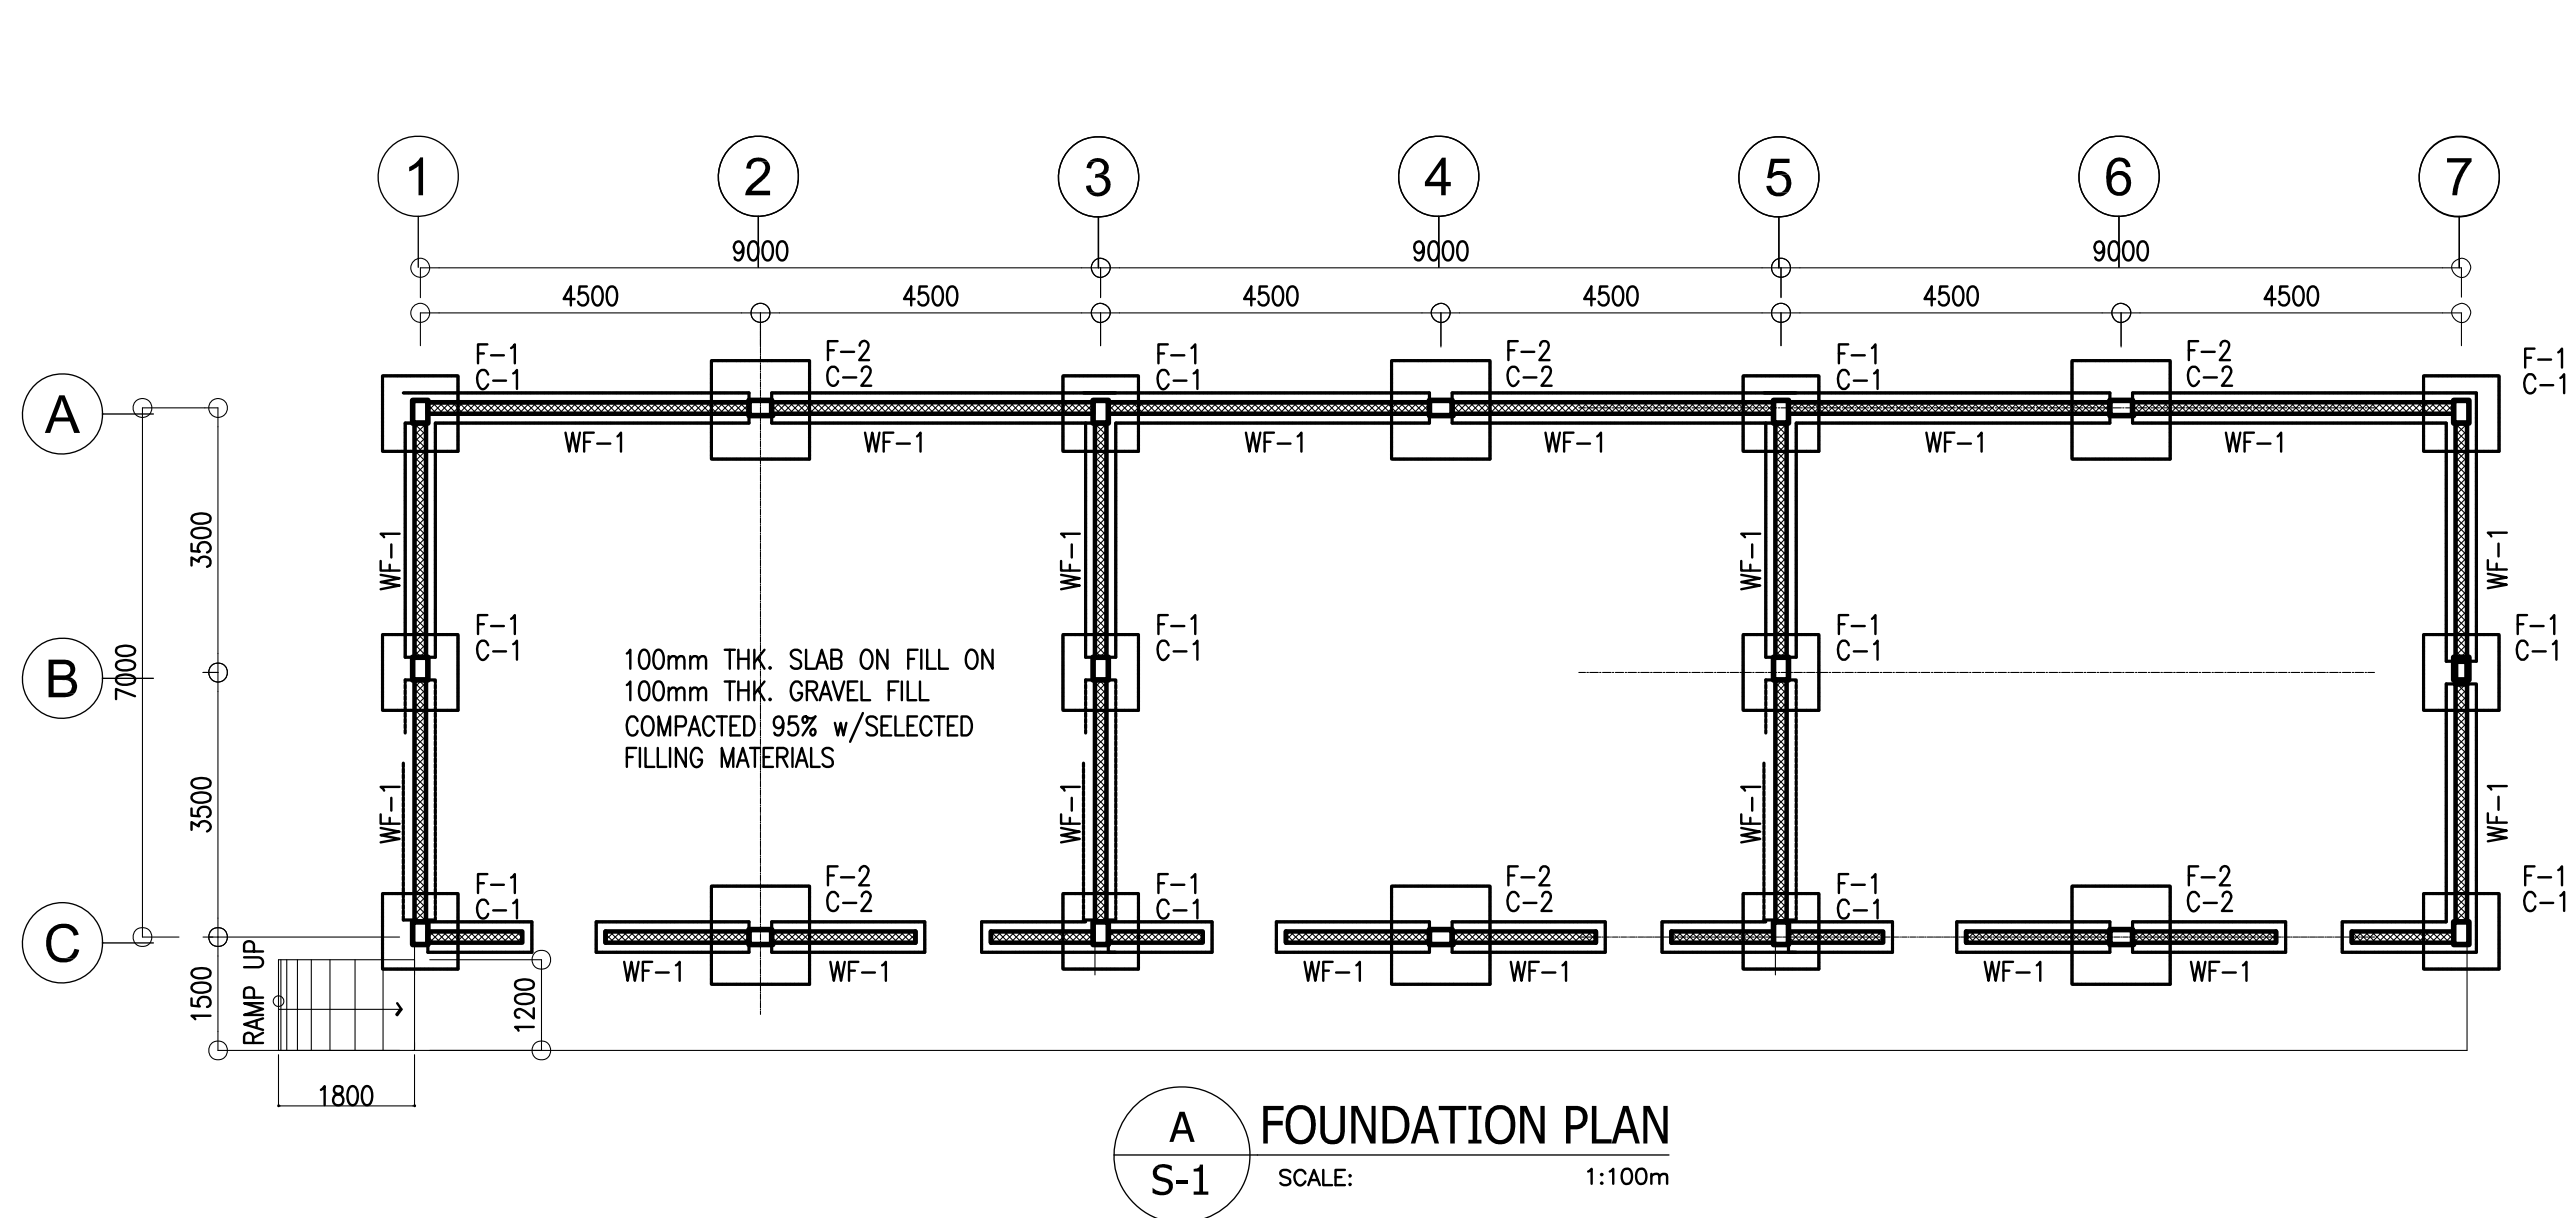 1 2 3 4 5 6 7
9000 9000 9000
4500 4500 4500 4500 4500 4500
F-1 F-2 F-1 F-2 F-1 F-2 F-1
C-1 C-2 C-1 C-2 C-1 C-2 C-1
A
WF-1 WF-1 WF-1 WF-1 WF-1 WF-1
3500
WF-1 WF-1 WF-1 WF-1
F-1 F-1 F-1 F-1
C-1 C-1 C-1 C-1
B
7000
100mm THK. SLAB ON FILL ON
100mm THK. GRAVEL FILL
COMPACTED 95% w/SELECTED
FILLING MATERIALS
3500
WF-1 WF-1 WF-1 WF-1
F-1 F-2 F-1 F-2 F-1 F-2 F-1
C-1 C-2 C-1 C-2 C-1 C-2 C-1
C
WF-1 WF-1 WF-1 WF-1 WF-1 WF-1
1500
RAMP UP
1200
1800
A
S-1
FOUNDATION PLAN
SCALE: 1:100m